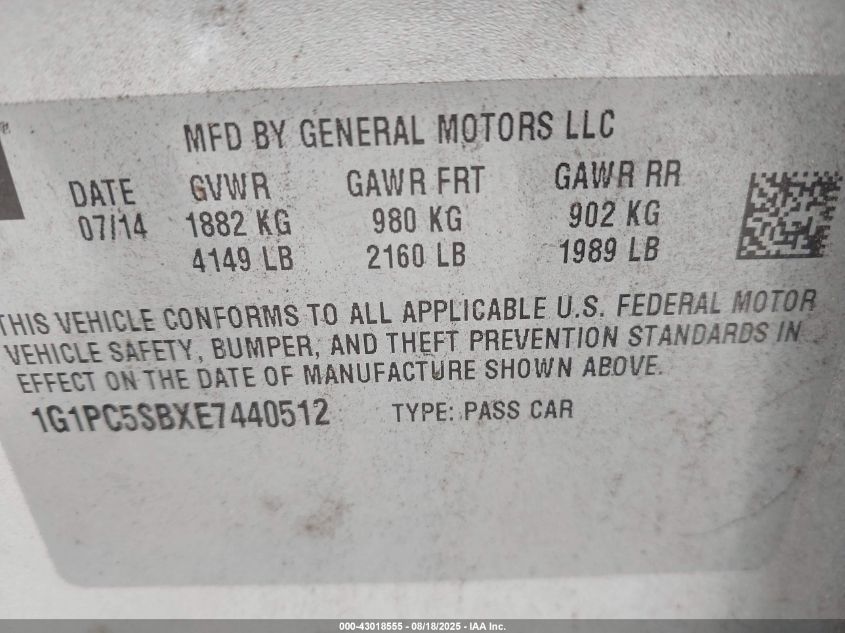 MFD BY GENERAL MOTORS LLC
DATE GVWR GAWR FRT GAWR RR
07/14 1882 KG 980 KG 902 KG
4149 LB 2160 LB 1989 LB
THIS VEHICLE CONFORMS TO ALL APPLICABLE U.S. FEDERAL MOTOR
VEHICLE SAFETY, BUMPER, AND THEFT PREVENTION STANDARDS IN
EFFECT ON THE DATE OF MANUFACTURE SHOWN ABOVE.
1G1PC5SBXE7440512 TYPE: PASS CAR
000-43018555 - 08/18/2025 - IAA Inc.